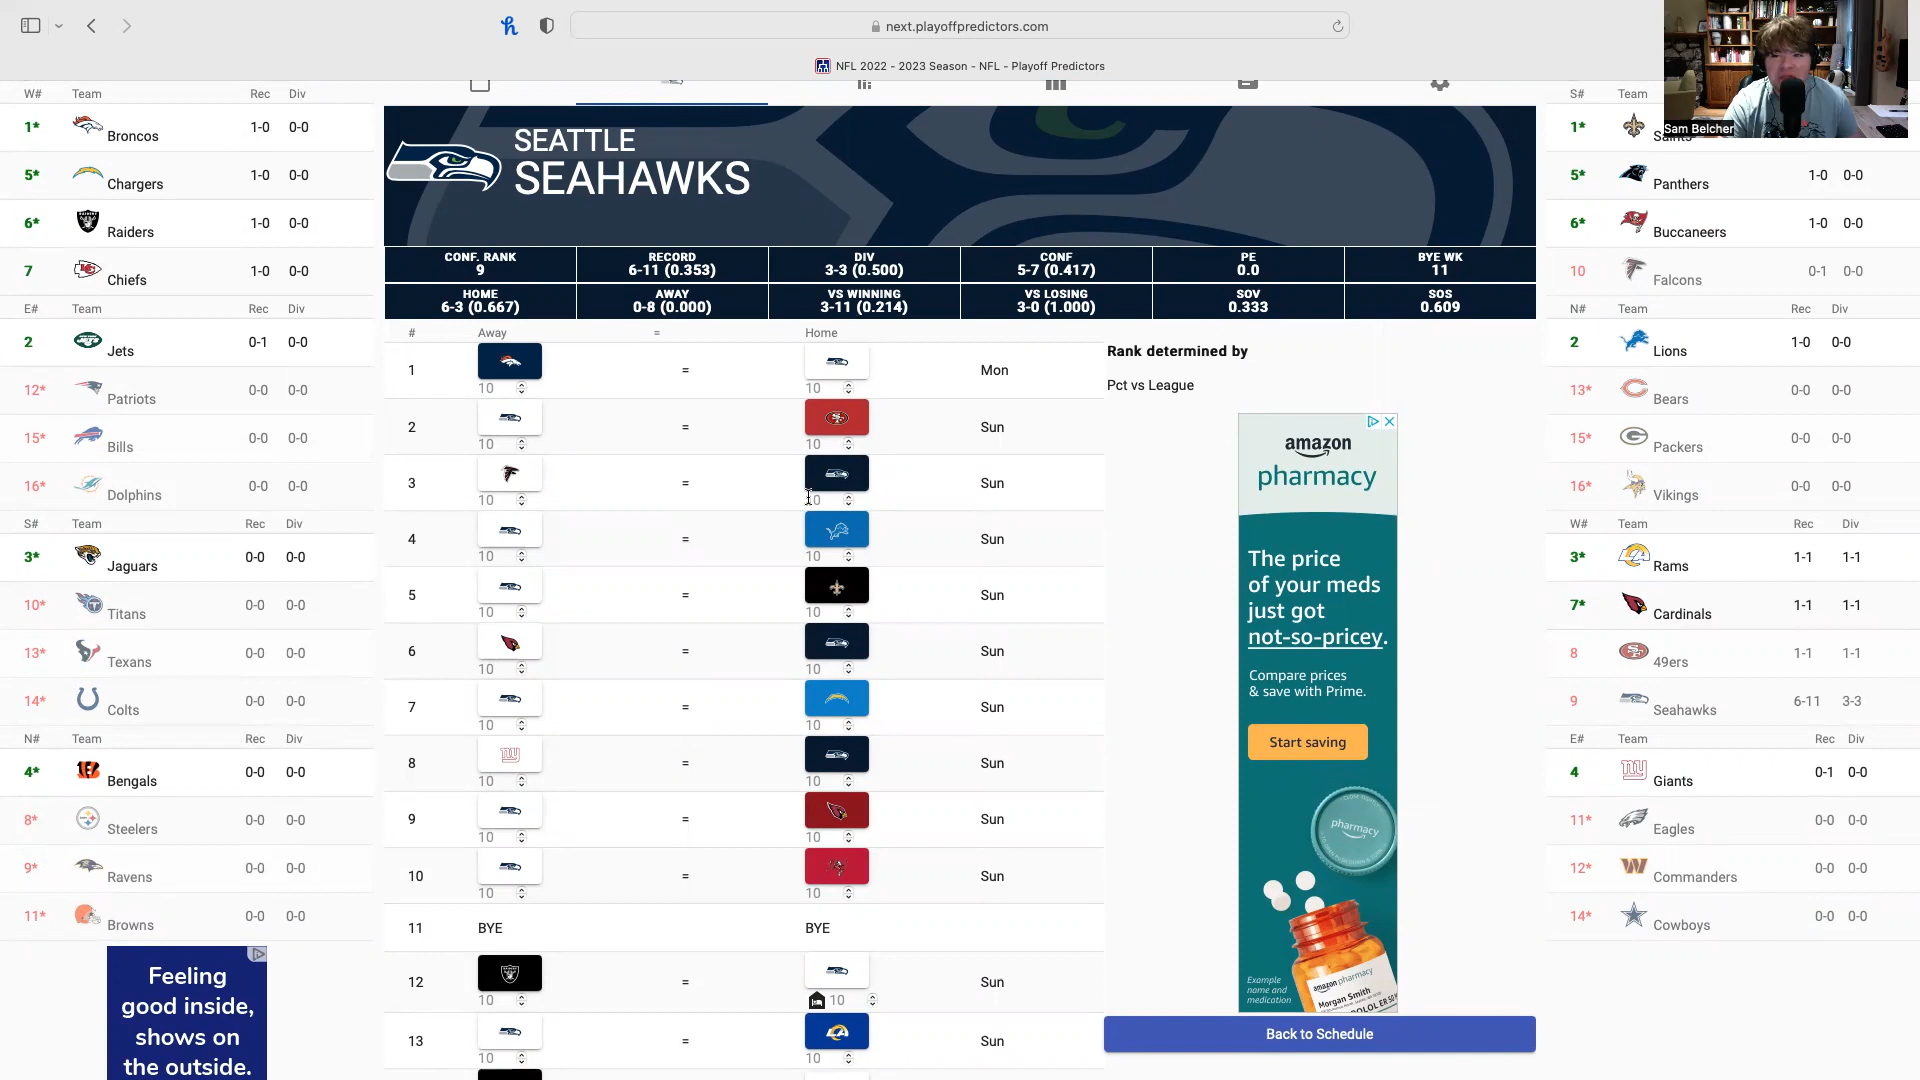 next.playoffpredictors.com
NFL 2022 - 2023 Season - NFL - Playoff Predictors
W# Team Rec Div
1* Broncos 1-0 0-0
5* Chargers 1-0 0-0
6* Raiders 1-0 0-0
7 Chiefs 1-0 0-0
E# Team Rec Div
2 Jets 0-1 0-0
12* Patriots 0-0 0-0
15* Bills 0-0 0-0
16* Dolphins 0-0 0-0
S# Team Rec Div
3* Jaguars 0-0 0-0
10* Titans 0-0 0-0
13* Texans 0-0 0-0
14* Colts 0-0 0-0
N# Team Rec Div
4* Bengals 0-0 0-0
8* Steelers 0-0 0-0
9* Ravens 0-0 0-0
11* Browns 0-0 0-0
Feeling
good inside,
shows on
the outside.
SEATTLE
SEAHAWKS
CONF. RANK RECORD DIV CONF PE BYE WK
9 6-11 (0.353) 3-3 (0.500) 5-7 (0.417) 0.0 11
HOME AWAY VS WINNING VS LOSING SOV SOS
6-3 (0.667) 0-8 (0.000) 3-11 (0.214) 3-0 (1.000) 0.333 0.609
# Away = Home
1 = Mon
10 10
2 = Sun
10 10
3 = Sun
10 10
4 = Sun
10 10
5 = Sun
10 10
6 = Sun
10 10
7 = Sun
10 10
8 ny = Sun
10 10
9 = Sun
10 10
10 = Sun
10 10
11 BYE BYE
12 = Sun
10 10
13 = Sun
10 10
Rank determined by
Pct vs League
amazon
pharmacy
The price
of your meds
just got
not-so-pricey.
Compare prices
& save with Prime.
Start saving
pharmacy
Example
name and
medication
amazon pharmacy
Morgan Smith
Back to Schedule
Sam Belcher
S# Team
1* Saints
5* Panthers 1-0 0-0
6* Buccaneers 1-0 0-0
10 Falcons 0-1 0-0
N# Team Rec Div
2 Lions 1-0 0-0
13* Bears 0-0 0-0
15* Packers 0-0 0-0
16* Vikings 0-0 0-0
W# Team Rec Div
3* Rams 1-1 1-1
7* Cardinals 1-1 1-1
8 49ers 1-1 1-1
9 Seahawks 6-11 3-3
E# Team Rec Div
4 ny Giants 0-1 0-0
11* Eagles 0-0 0-0
12* Commanders 0-0 0-0
14* Cowboys 0-0 0-0